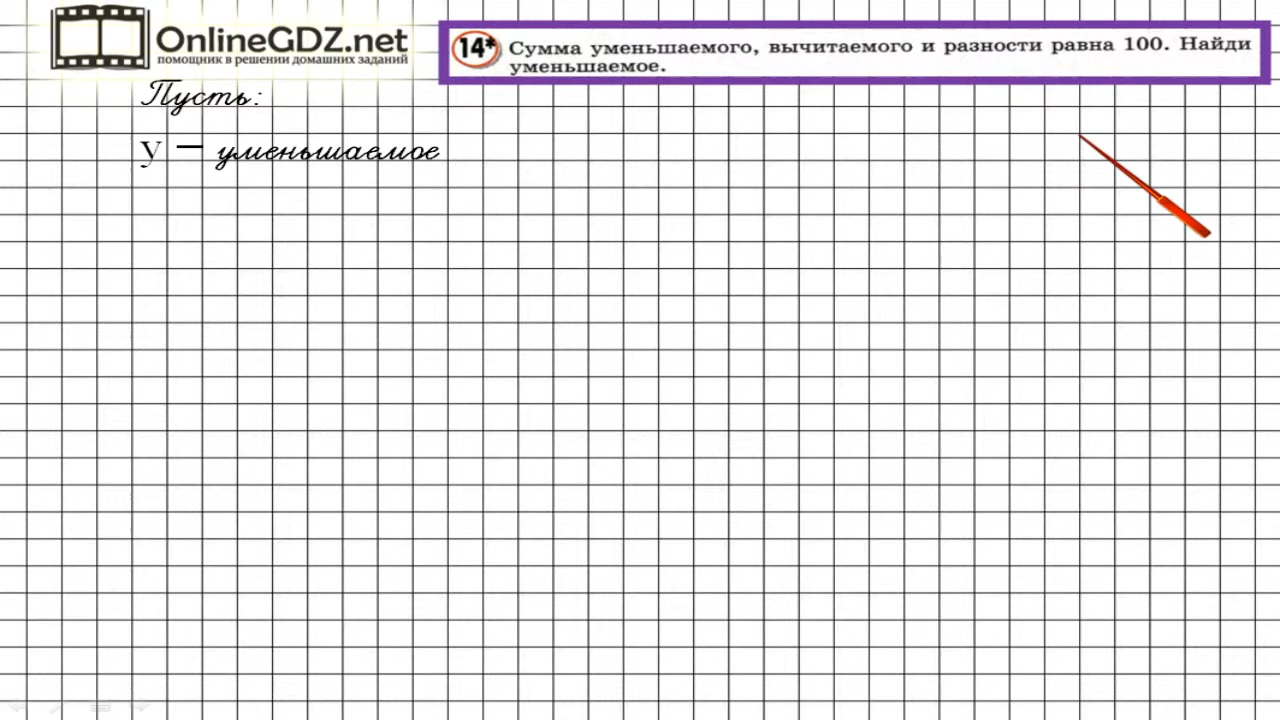 OnlineGDZ.net
помощник в решении домашних заданий
14* Сумма уменьшаемого, вычитаемого и разности равна 100. Найди
уменьшаемое.
Пусть:
у – уменьшаемое